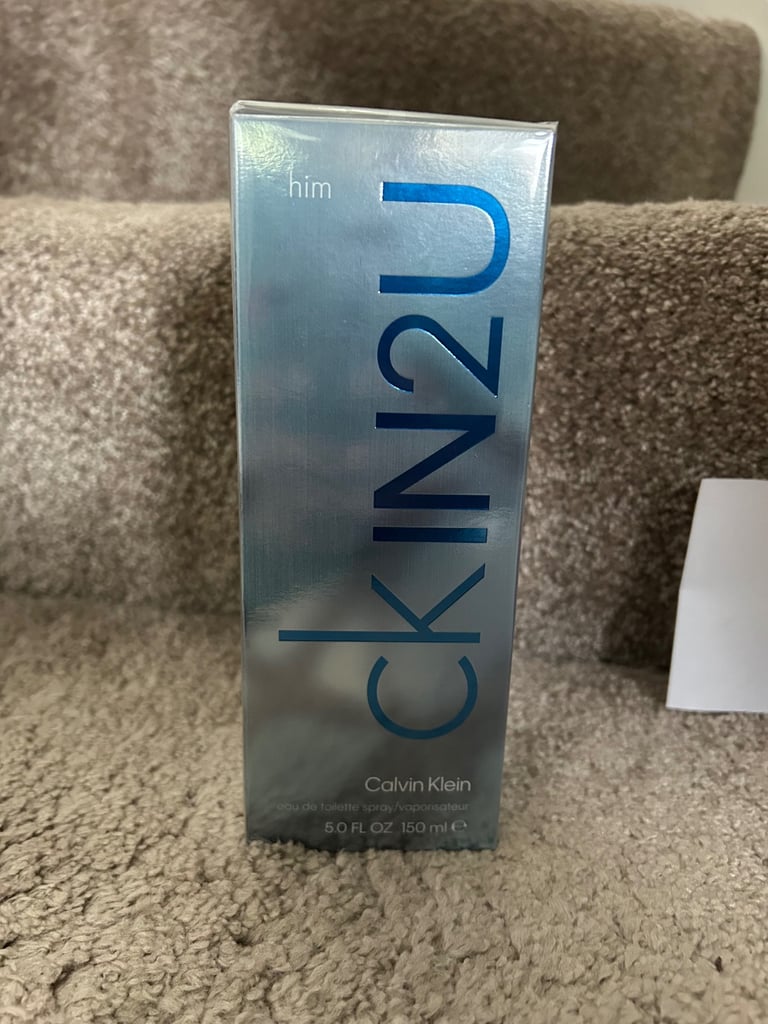 him
ckIN2U
Calvin Klein
eau de toilette spray/vaporisateur
5.0 FL OZ 150 ml ℮